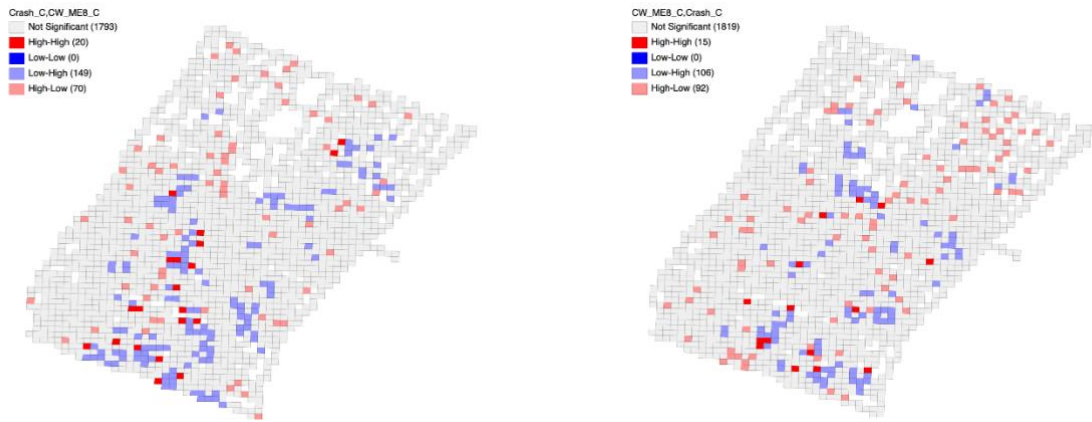 Crash_C,CW_ME8_C
Not Significant (1793)
High-High (20)
Low-Low (0)
Low-High (149)
High-Low (70)
CW_ME8_C,Crash_C
Not Significant (1819)
High-High (15)
Low-Low (0)
Low-High (106)
High-Low (92)